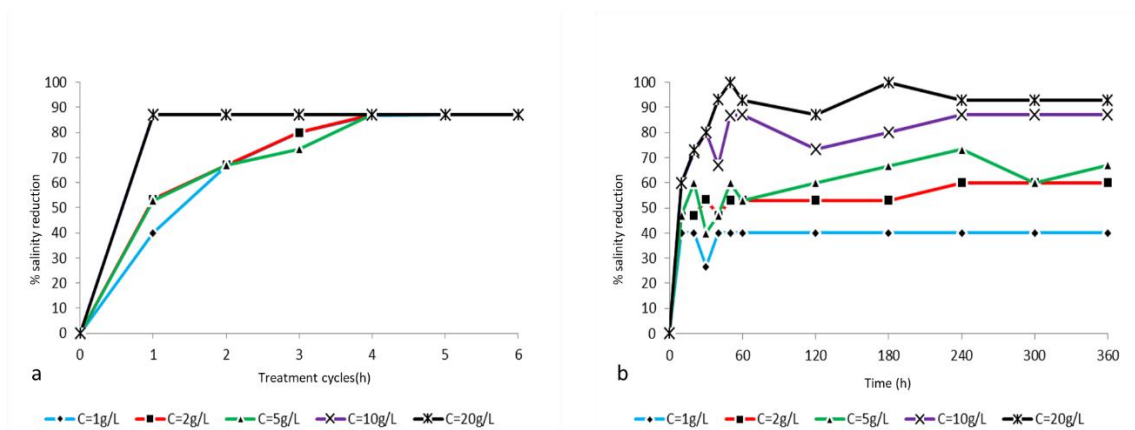 % salinity reduction
100
90
80
70
60
50
40
30
20
10
0
0 1 2 3 4 5 6
a
Treatment cycles(h)
C=1g/L C=2g/L C=5g/L C=10g/L C=20g/L
% salinity reduction
100
90
80
70
60
50
40
30
20
10
0
0 60 120 180 240 300 360
b
Time (h)
C=1g/L C=2g/L C=5g/L C=10g/L C=20g/L